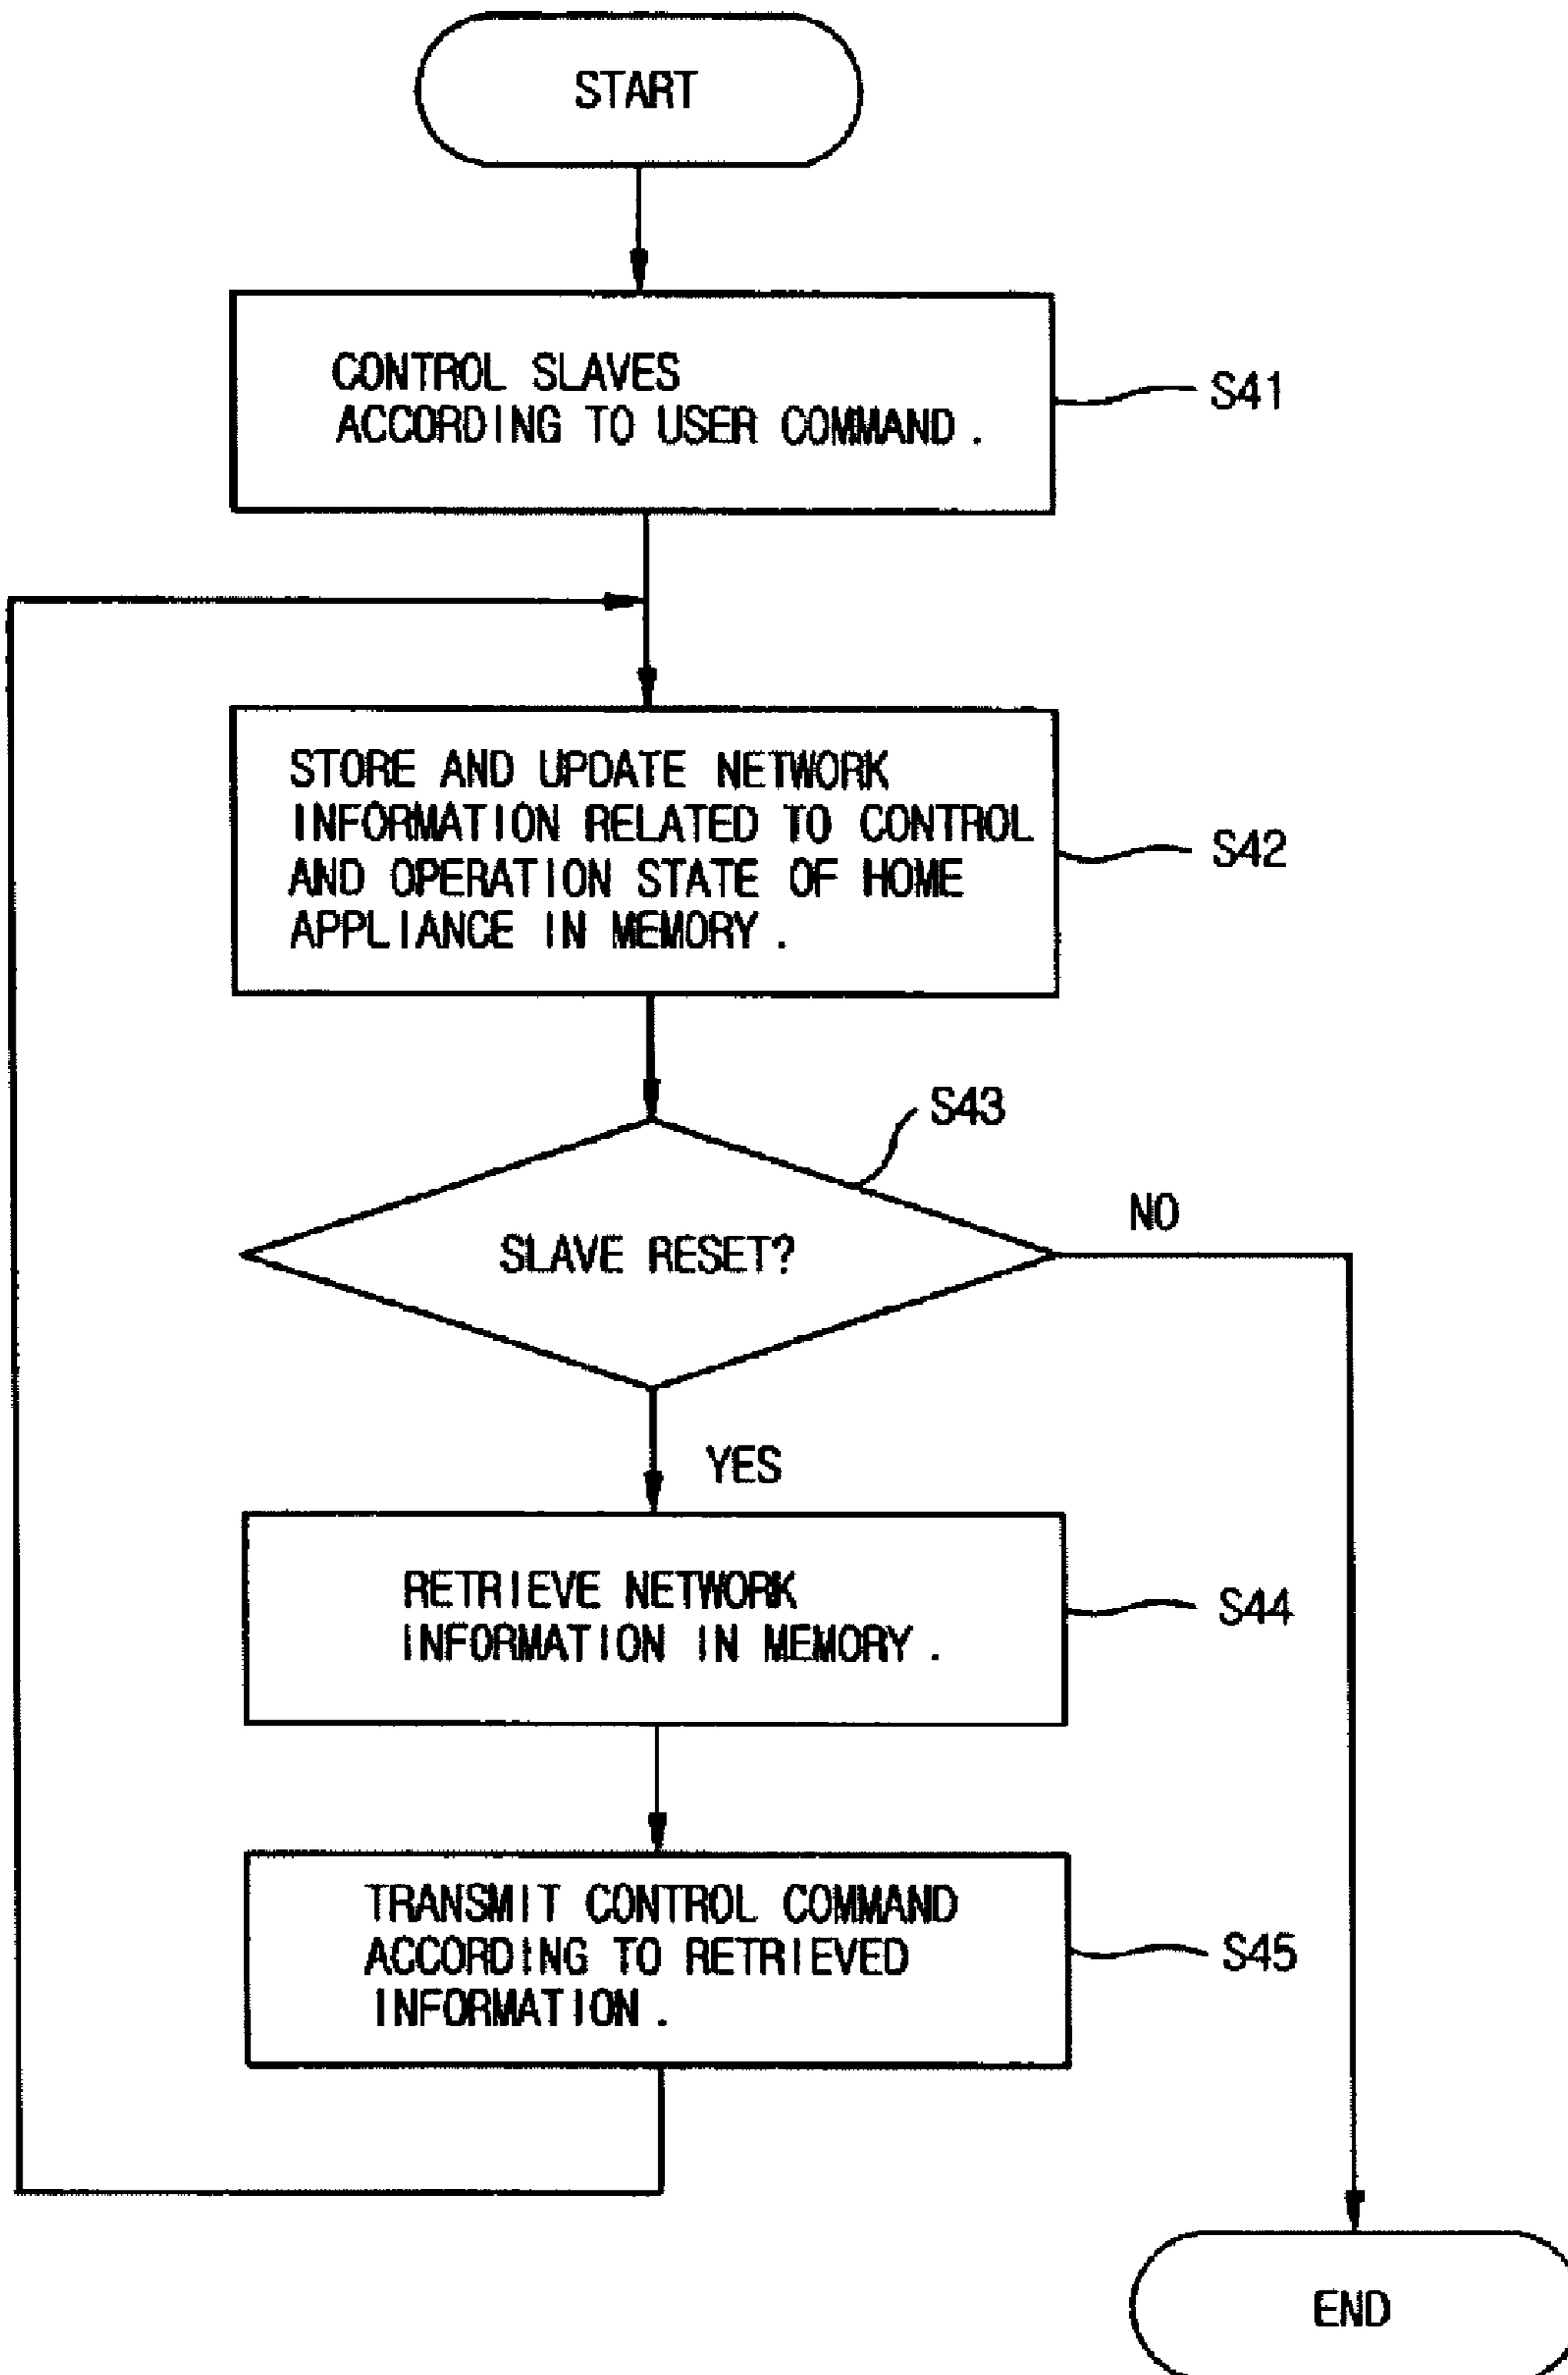 START
CONTROL SLAVES
ACCORDING TO USER COMMAND.
S41
STORE AND UPDATE NETWORK
INFORMATION RELATED TO CONTROL
AND OPERATION STATE OF HOME
APPLIANCE IN MEMORY.
S42
S43
SLAVE RESET?
NO
YES
RETRIEVE NETWORK
INFORMATION IN MEMORY.
S44
TRANSMIT CONTROL COMMAND
ACCORDING TO RETRIEVED
INFORMATION.
S45
END